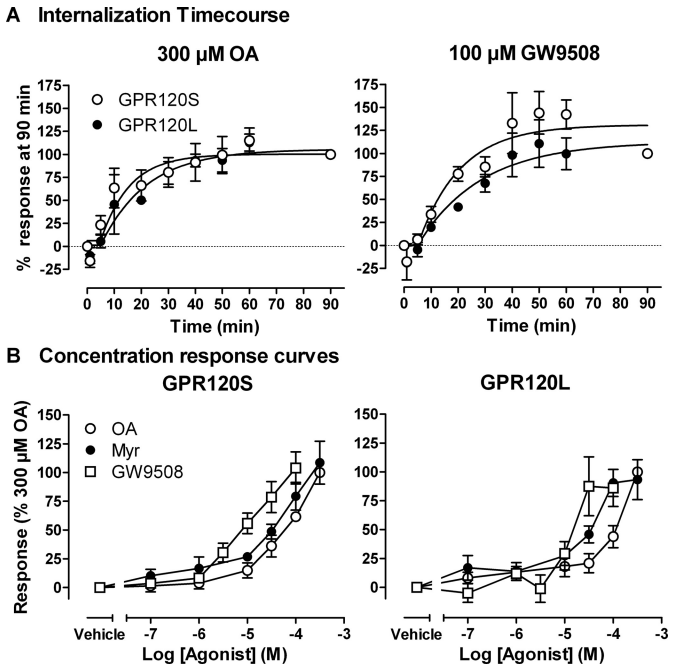 A Internalization Timecourse
300 µM OA
100 µM GW9508
% response at 90 min
175
150
125
100
75
50
25
0
-25
GPR120S
GPR120L
0 10 20 30 40 50 60 70 80 90
Time (min)
175
150
125
100
75
50
25
0
-25
0 10 20 30 40 50 60 70 80 90
Time (min)
B Concentration response curves
GPR120S
GPR120L
Response (% 300 µM OA)
150
125
100
75
50
25
0
OA
Myr
GW9508
Vehicle -7 -6 -5 -4 -3
Log [Agonist] (M)
150
125
100
75
50
25
0
Vehicle -7 -6 -5 -4 -3
Log [Agonist] (M)